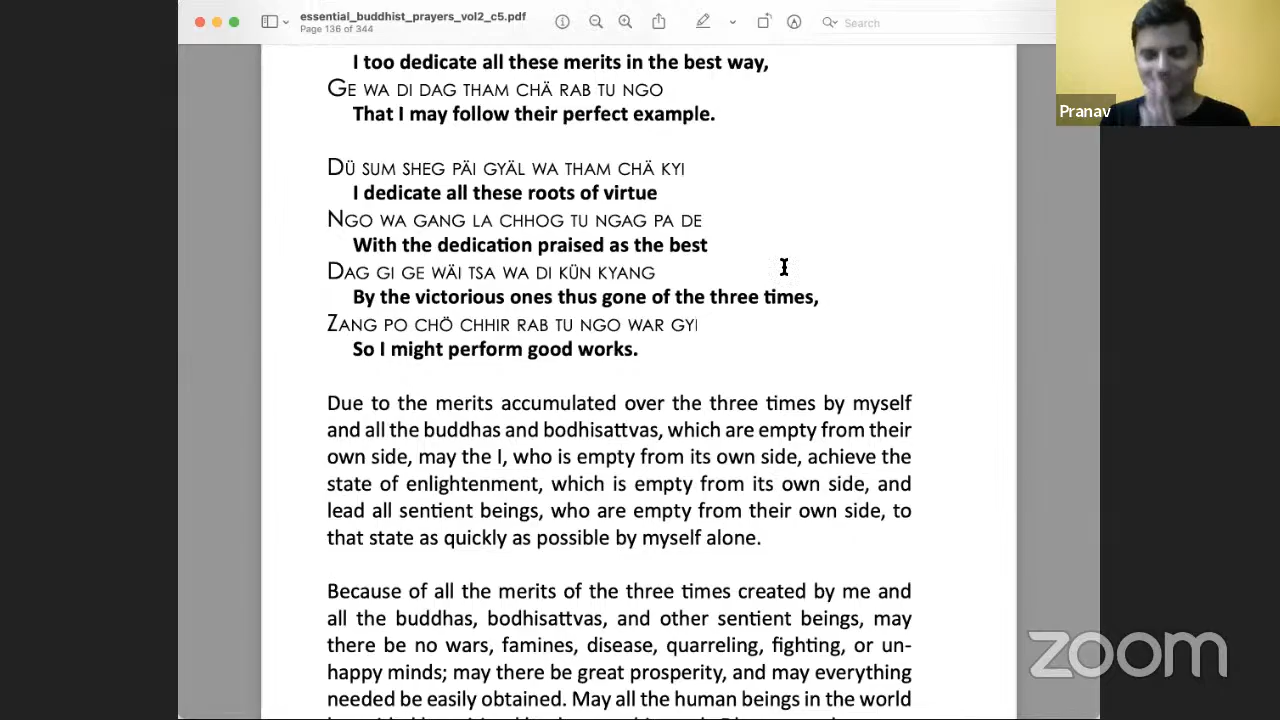 essential_buddhist_prayers_vol2_c5.pdf
Page 136 of 344
Search
Pranav
I too dedicate all these merits in the best way,
GE WA DI DAG THAM CHÄ RAB TU NGO
That I may follow their perfect example.
DÜ SUM SHEG PÄI GYÄL WA THAM CHÄ KYI
I dedicate all these roots of virtue
NGO WA GANG LA CHHOG TU NGAG PA DE
With the dedication praised as the best
DAG GI GE WÄI TSA WA DI KÜN KYANG
By the victorious ones thus gone of the three times,
ZANG PO CHÖ CHHIR RAB TU NGO WAR GYI
So I might perform good works.
Due to the merits accumulated over the three times by myself
and all the buddhas and bodhisattvas, which are empty from their
own side, may the I, who is empty from its own side, achieve the
state of enlightenment, which is empty from its own side, and
lead all sentient beings, who are empty from their own side, to
that state as quickly as possible by myself alone.
Because of all the merits of the three times created by me and
all the buddhas, bodhisattvas, and other sentient beings, may
there be no wars, famines, disease, quarreling, fighting, or un-
happy minds; may there be great prosperity, and may everything
needed be easily obtained. May all the human beings in the world
zoom